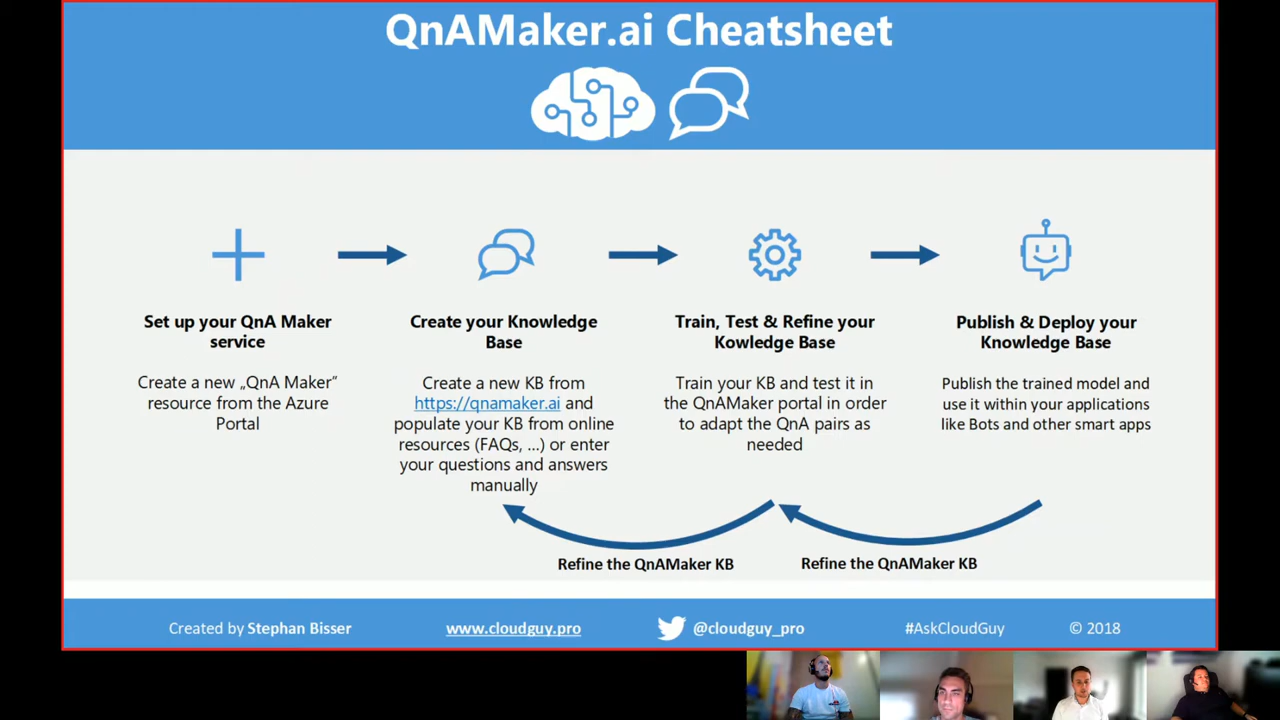 QnAMaker.ai Cheatsheet
Set up your QnA Maker
service
Create a new „QnA Maker"
resource from the Azure
Portal
Create your Knowledge
Base
Create a new KB from
https://qnamaker.ai and
populate your KB from online
resources (FAQs, ...) or enter
your questions and answers
manually
Train, Test & Refine your
Kowledge Base
Train your KB and test it in
the QnAMaker portal in order
to adapt the QnA pairs as
needed
Publish & Deploy your
Knowledge Base
Publish the trained model and
use it within your applications
like Bots and other smart apps
Refine the QnAMaker KB
Refine the QnAMaker KB
Created by Stephan Bisser
www.cloudguy.pro
@cloudguy_pro
#AskCloudGuy
© 2018